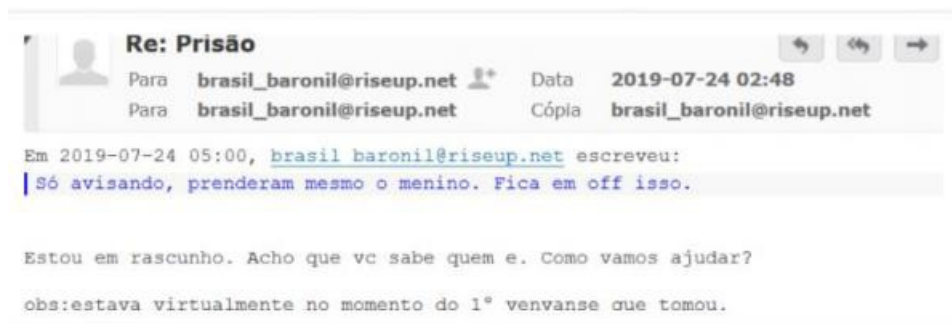 Re: Prisão
Para brasil_baronil@riseup.net Data 2019-07-24 02:48
Para brasil_baronil@riseup.net Cópia brasil_baronil@riseup.net
Em 2019-07-24 05:00, brasil_baronil@riseup.net escreveu:
Só avisando, prenderam mesmo o menino. Fica em off isso.
Estou em rascunho. Acho que vc sabe quem e. Como vamos ajudar?
obs:estava virtualmente no momento do 1° venvanse que tomou.